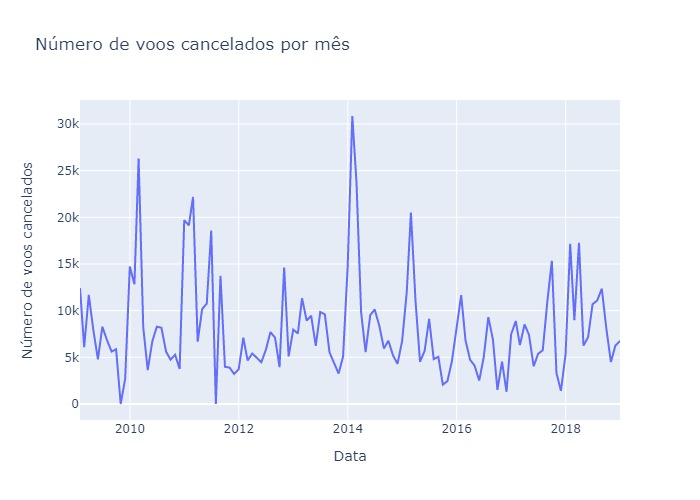 Número de voos cancelados por mês
Número de voos cancelados
30k
25k
20k
15k
10k
5k
0
2010
2012
2014
2016
2018
Data